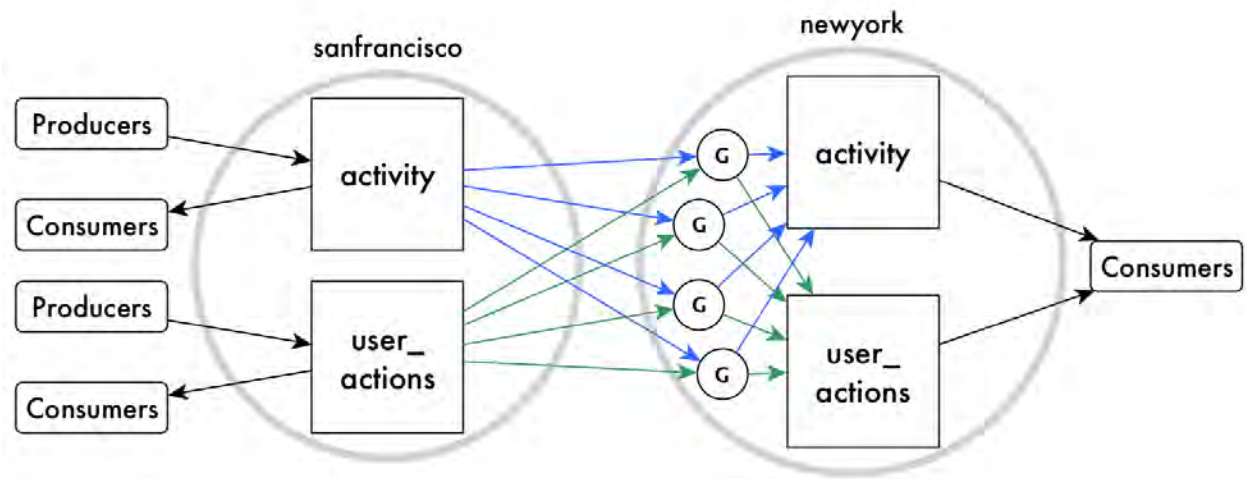 sanfrancisco
newyork
Producers
Consumers
Producers
Consumers
activity
user_
actions
G
G
G
G
activity
user_
actions
Consumers